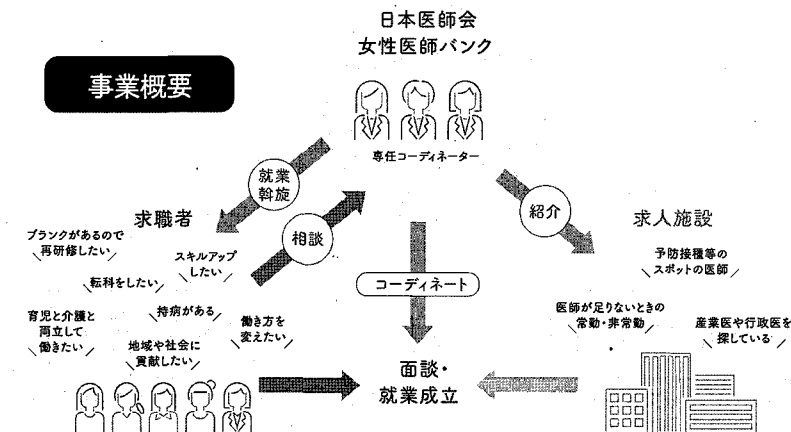 日本医師会
女性医師バンク
事業概要
専任コーディネーター
就業
斡旋
相談
紹介
コーディネート
求職者
ブランクがあるので
再研修したい
スキルアップ
したい
転科をしたい
持病がある
育児と介護と
両立して
働きたい
地域や社会に
貢献したい
働き方を
変えたい
求人施設
予防接種等の
スポットの医師
医師が足りないときの
常勤・非常勤
産業医や行政医を
探している
面談・
就業成立